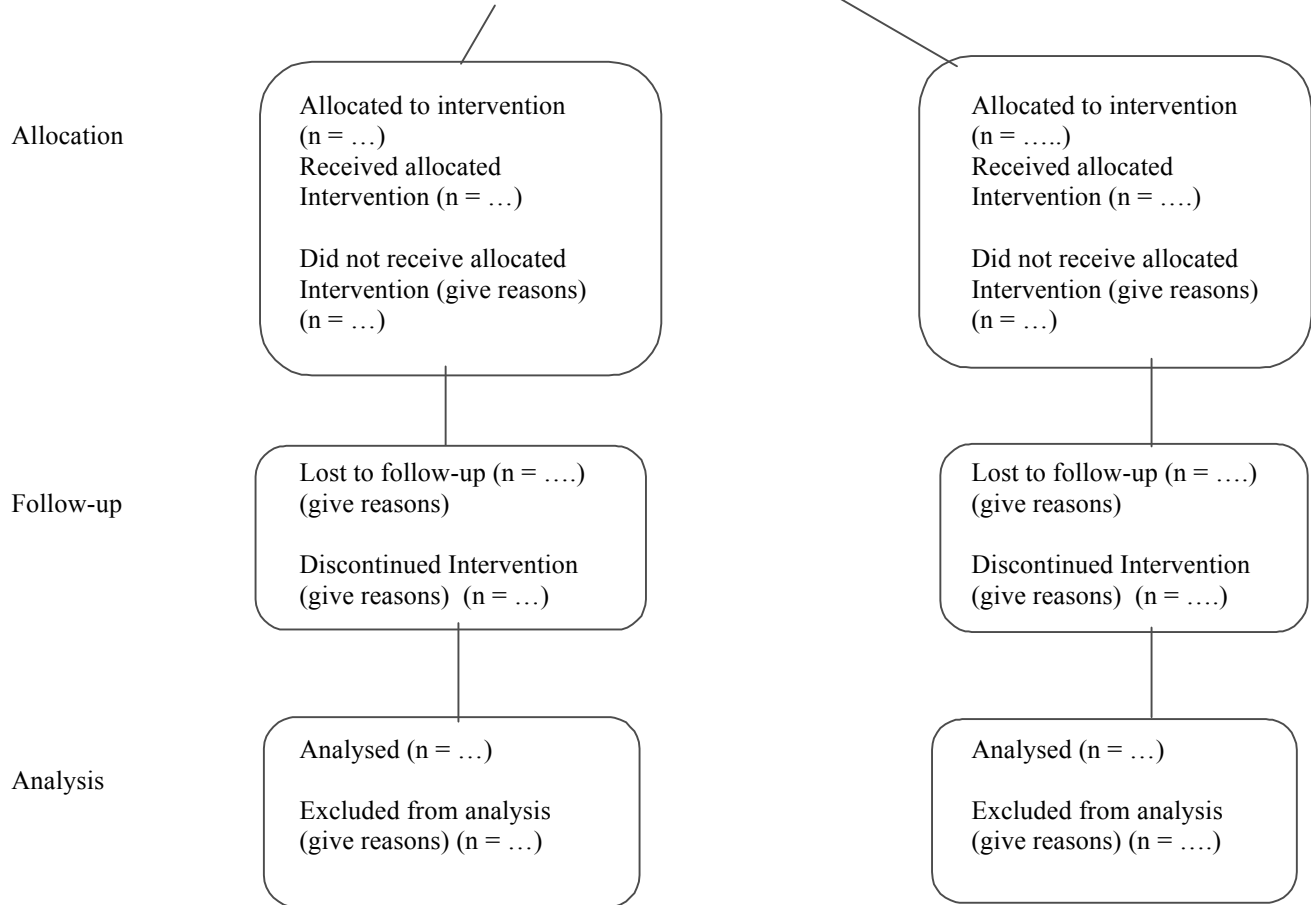 Allocation
Allocated to intervention
(n = …)
Received allocated
Intervention (n = …)
Did not receive allocated
Intervention (give reasons)
(n = …)
Allocated to intervention
(n = …..)
Received allocated
Intervention (n = ….)
Did not receive allocated
Intervention (give reasons)
(n = …)
Follow-up
Lost to follow-up (n = ….)
(give reasons)
Discontinued Intervention
(give reasons)  (n = …)
Lost to follow-up (n = ….)
(give reasons)
Discontinued Intervention
(give reasons)  (n = ….)
Analysis
Analysed (n = …)
Excluded from analysis
(give reasons) (n = …)
Analysed (n = …)
Excluded from analysis
(give reasons) (n = ….)